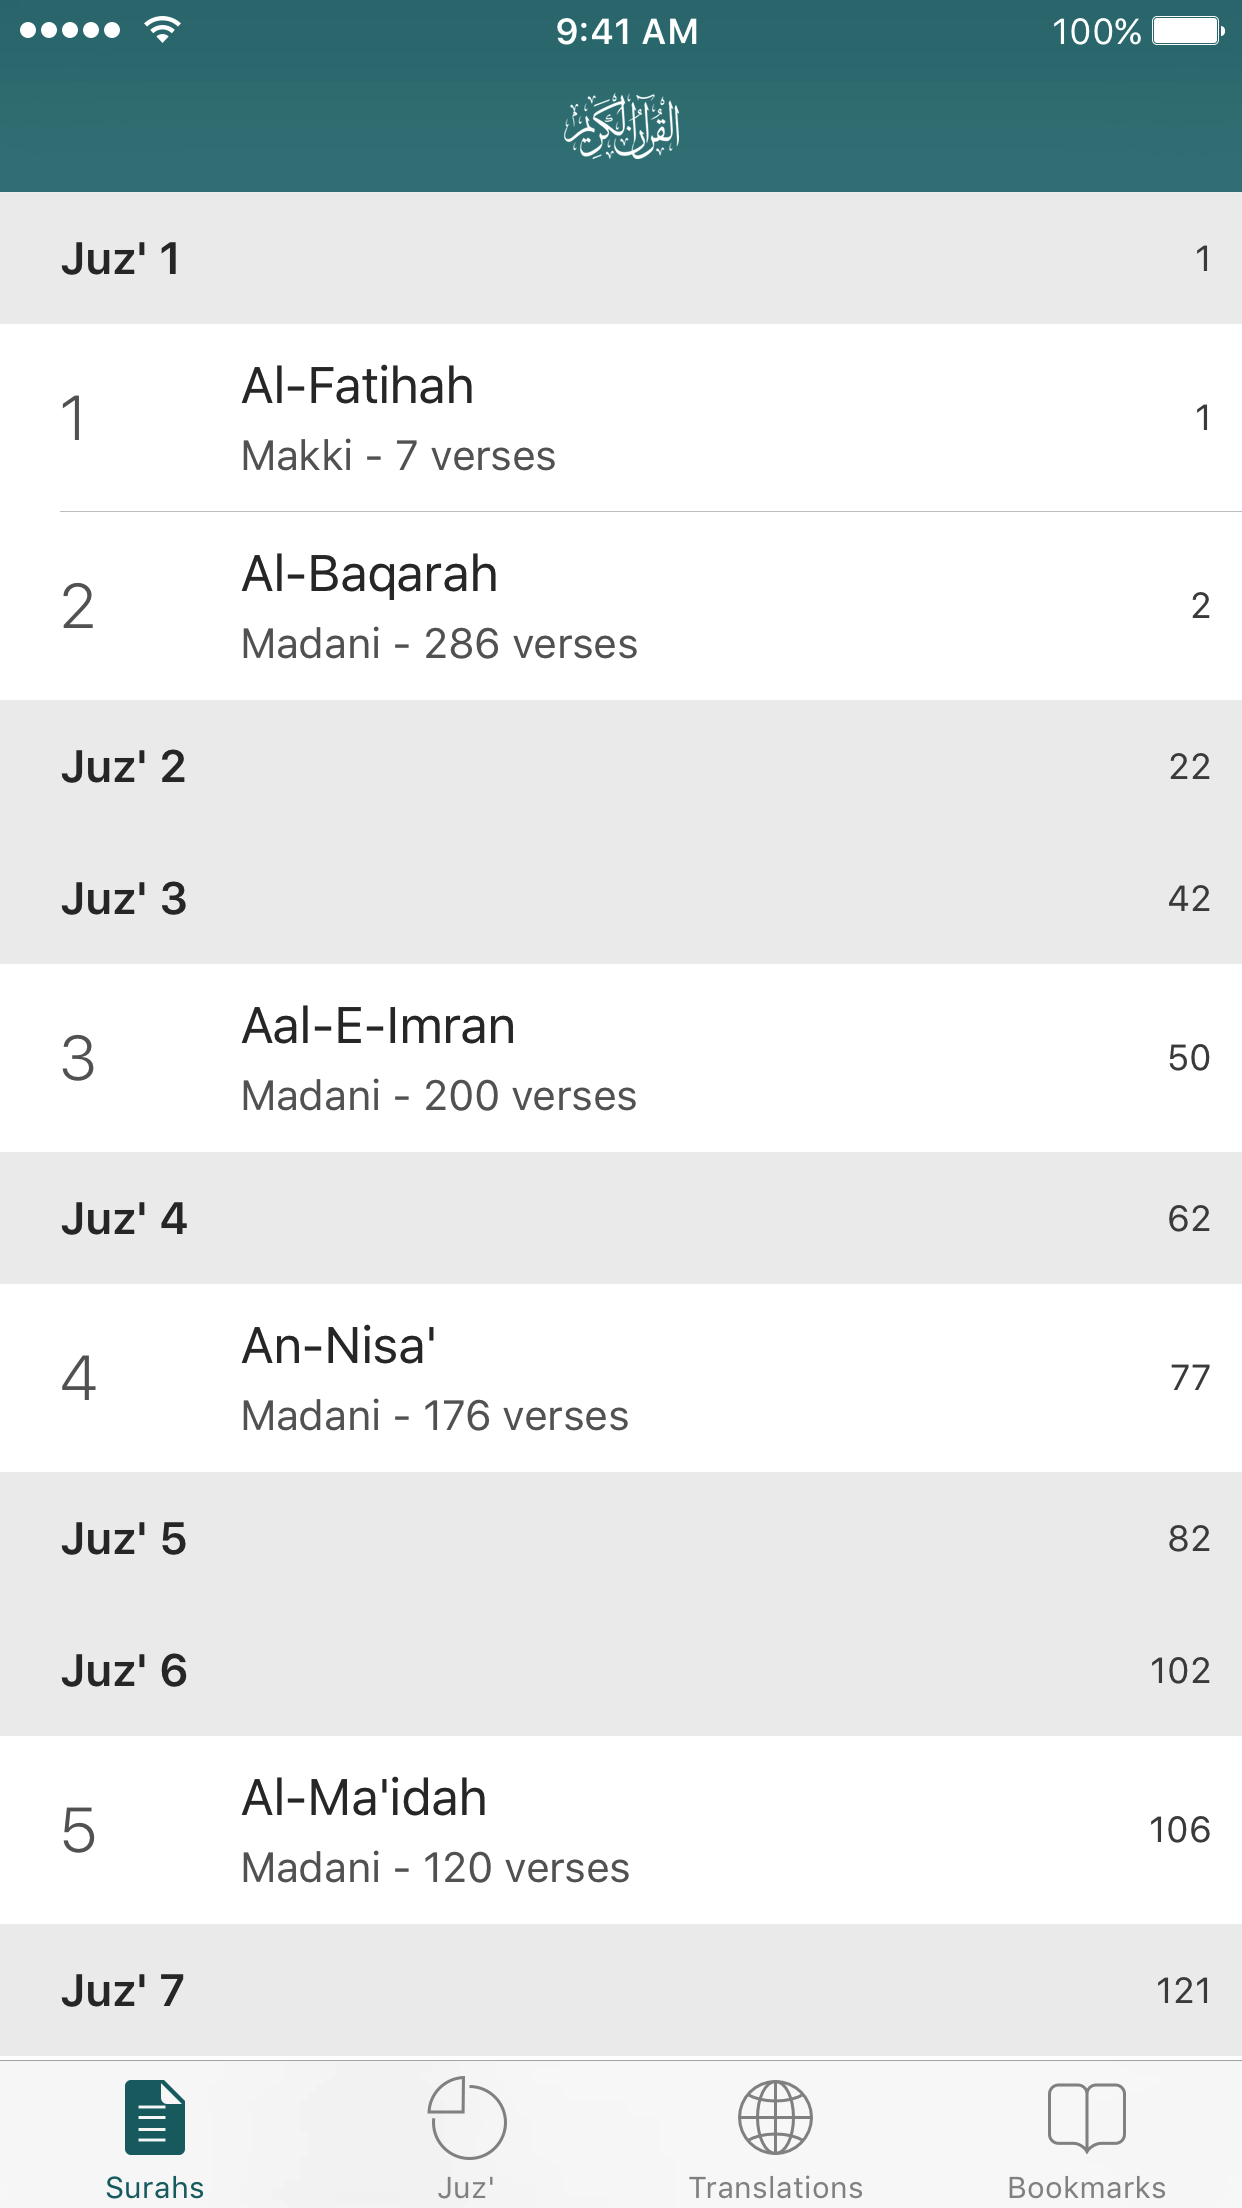 9:41 AM 100%
القرآن الكريم
Juz' 1 1
1 Al-Fatihah 1
Makki - 7 verses
2 Al-Baqarah 2
Madani - 286 verses
Juz' 2 22
Juz' 3 42
3 Aal-E-Imran 50
Madani - 200 verses
Juz' 4 62
4 An-Nisa' 77
Madani - 176 verses
Juz' 5 82
Juz' 6 102
5 Al-Ma'idah 106
Madani - 120 verses
Juz' 7 121
Surahs Juz' Translations Bookmarks